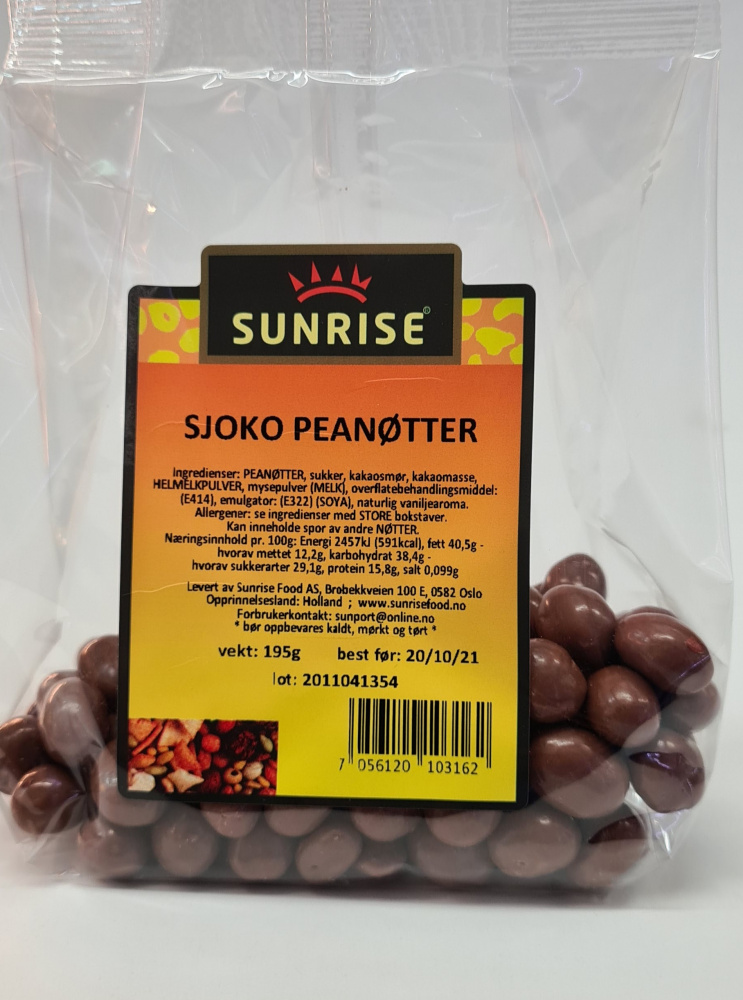 SUNRISE
SJOKO PEANØTTER
Ingredienser: PEANØTTER, sukker, kakaosmør, kakaomasse,
HELMELKPULVER, mysepulver (MELK), overflatebehandlingsmiddel:
(E414), emulgator: (E322) (SOYA), naturlig vaniljearoma.
Allergener: se ingredienser med STORE bokstaver.
Kan inneholde spor av andre NØTTER.
Næringsinnhold pr. 100g: Energi 2457kJ (591kcal), fett 40,5g -
hvorav mettet 12,2g, karbohydrat 38,4g -
hvorav sukkerarter 29,1g, protein 15,8g, salt 0,099g
Levert av Sunrise Food AS, Brobekkveien 100 E, 0582 Oslo
Opprinnelsesland: Holland ; www.sunrisefood.no
Forbrukerkontakt: sunport@online.no
* bør oppbevares kaldt, mørkt og tørt *
vekt: 195g best før: 20/10/21
lot: 2011041354
7 056120 103162